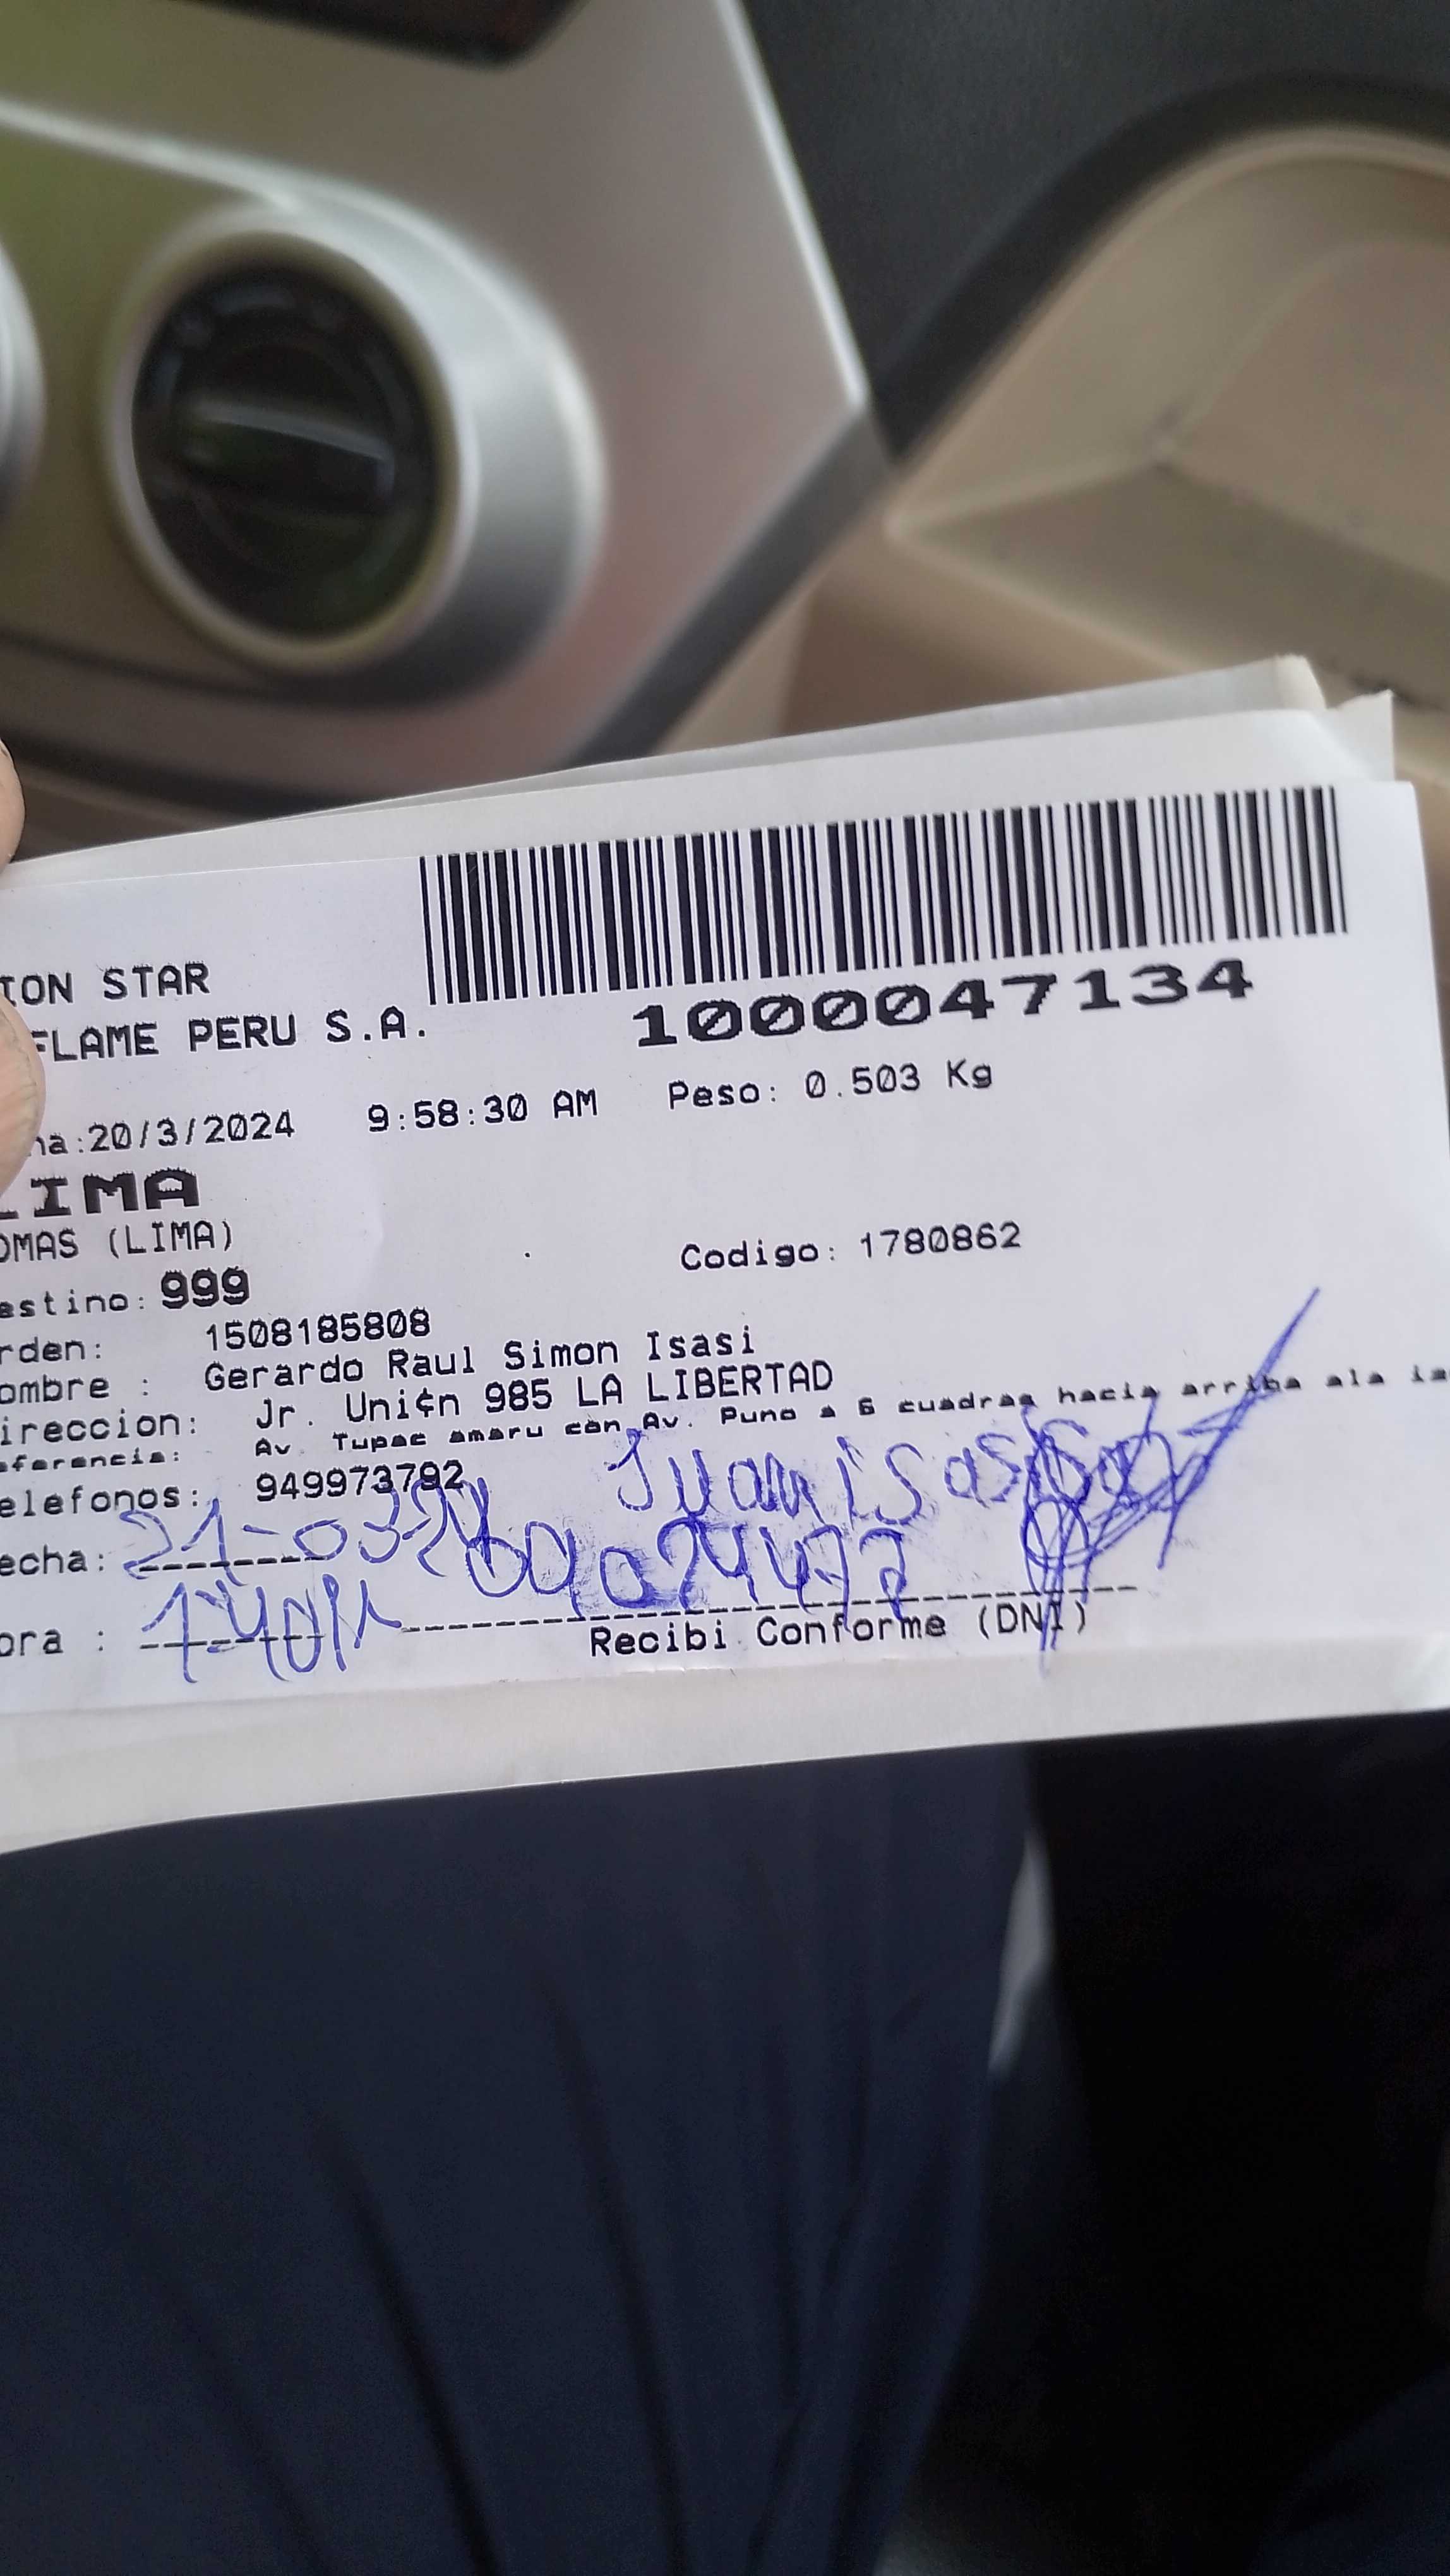 ION STAR
FLAME PERU S.A.
1000047134
ha:20/3/2024 9:58:30 AM Peso: 0.503 Kg
LIMA
OMAS (LIMA)
Codigo: 1780862
estino: 999
rden: 1508185808
ombre : Gerardo Raul Simon Isasi
ireccion: Jr. Uni¢n 985 LA LIBERTAD
eferencia: Av. Tupac amaru con Av. Puno a 6 cuadras hacia arriba ala
elefonos: 949973792
Juan
echa: 21-03-24
ora : 1-40
Recibi Conforme (DNI)